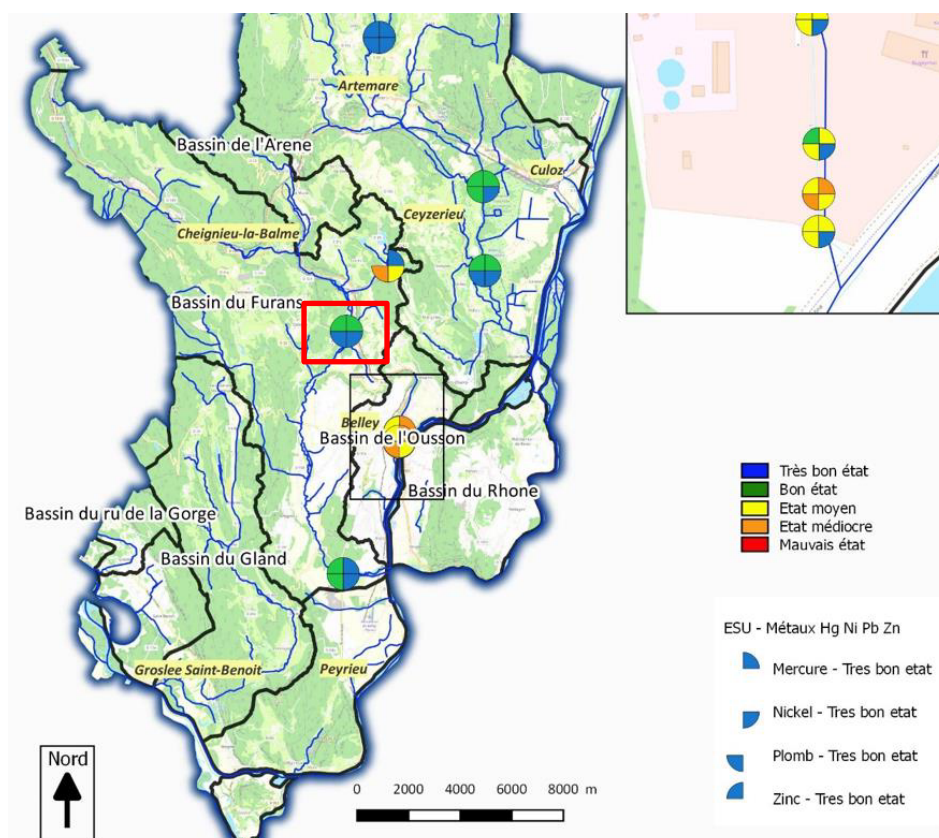 Artemare
Bassin de l'Arene
Culoz
Ceyzerieu
Cheignieu-la-Balme
Bassin du Furans
Belley
Bassin de l'Ousson
Bassin du Rhone
Bassin du ru de la Gorge
Bassin du Gland
Groslee Saint-Benoit
Peyrieu
Très bon état
Bon état
Etat moyen
Etat médiocre
Mauvais état
ESU - Métaux Hg Ni Pb Zn
Mercure - Tres bon etat
Nickel - Tres bon etat
Plomb - Tres bon etat
Zinc - Tres bon etat
Nord
0 2000 4000 6000 8000 m